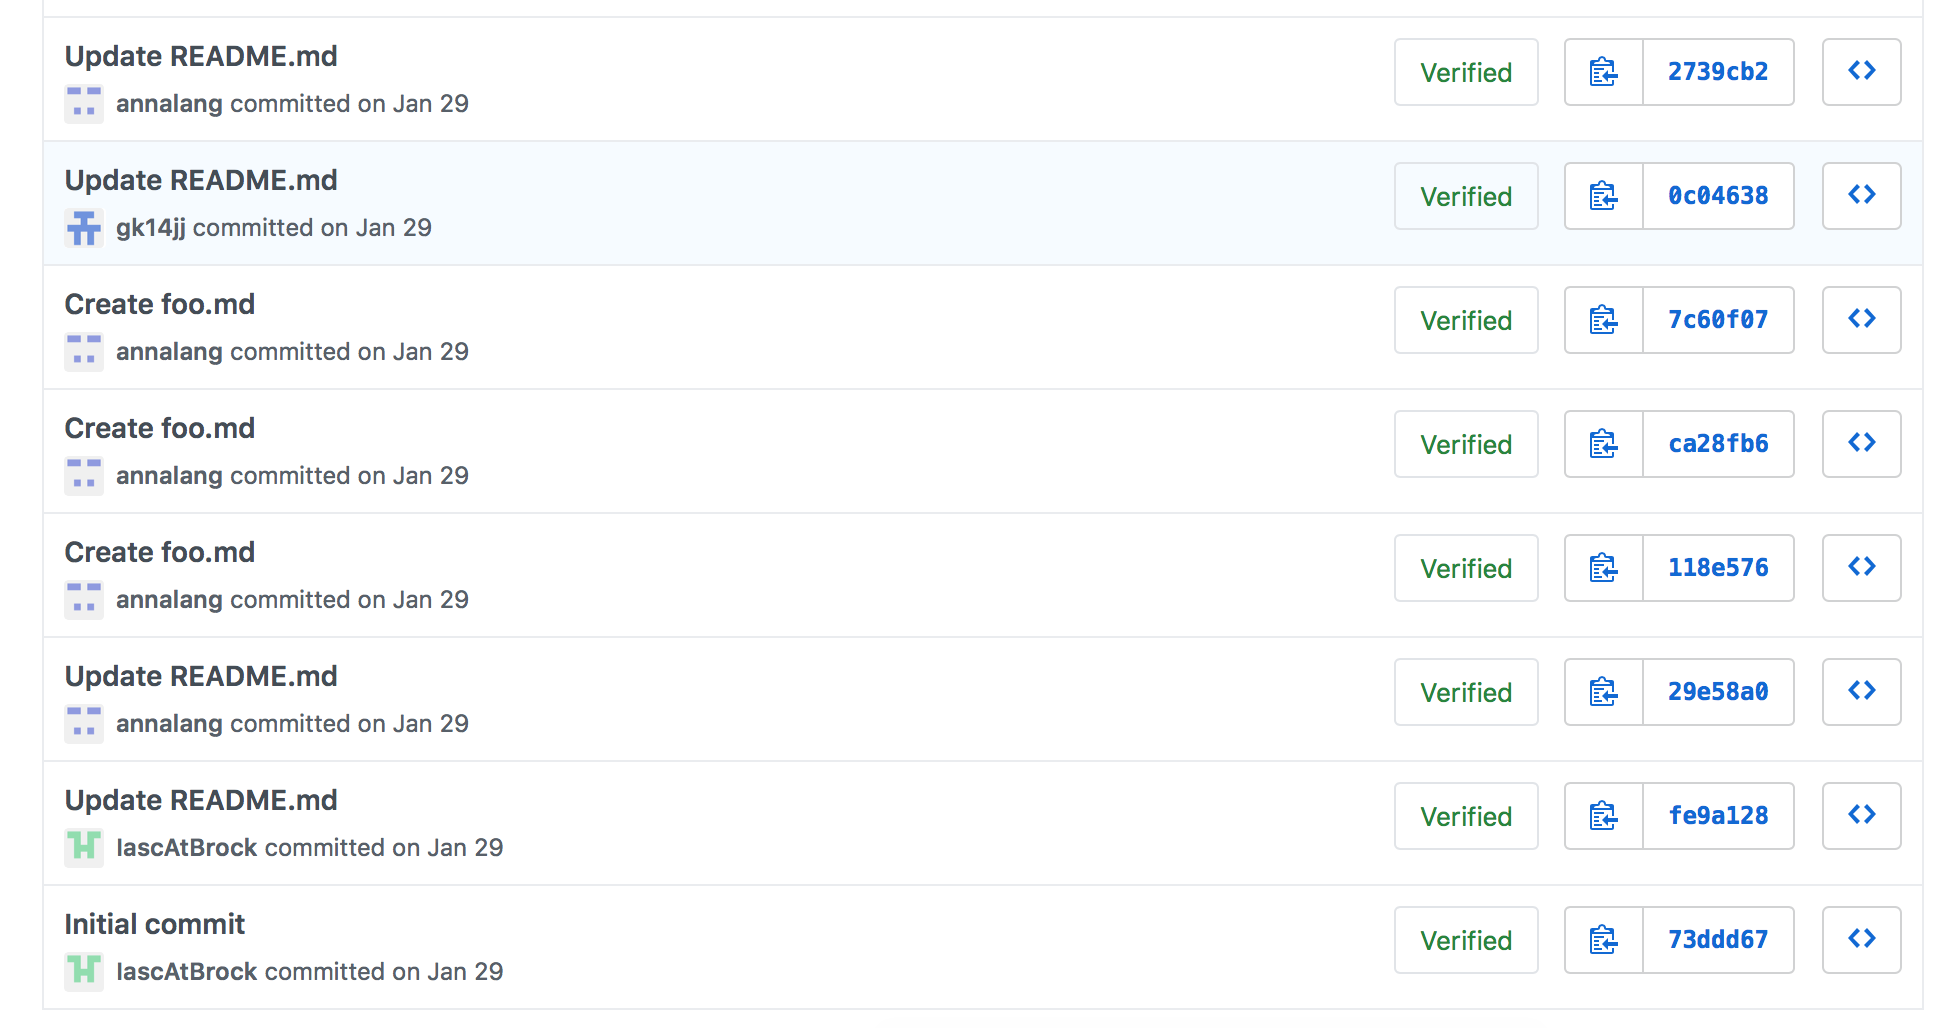 Update README.md
annalang committed on Jan 29
Verified
2739cb2
Update README.md
gk14jj committed on Jan 29
Verified
0c04638
Create foo.md
annalang committed on Jan 29
Verified
7c60f07
Create foo.md
annalang committed on Jan 29
Verified
ca28fb6
Create foo.md
annalang committed on Jan 29
Verified
118e576
Update README.md
annalang committed on Jan 29
Verified
29e58a0
Update README.md
IascAtBrock committed on Jan 29
Verified
fe9a128
Initial commit
IascAtBrock committed on Jan 29
Verified
73ddd67